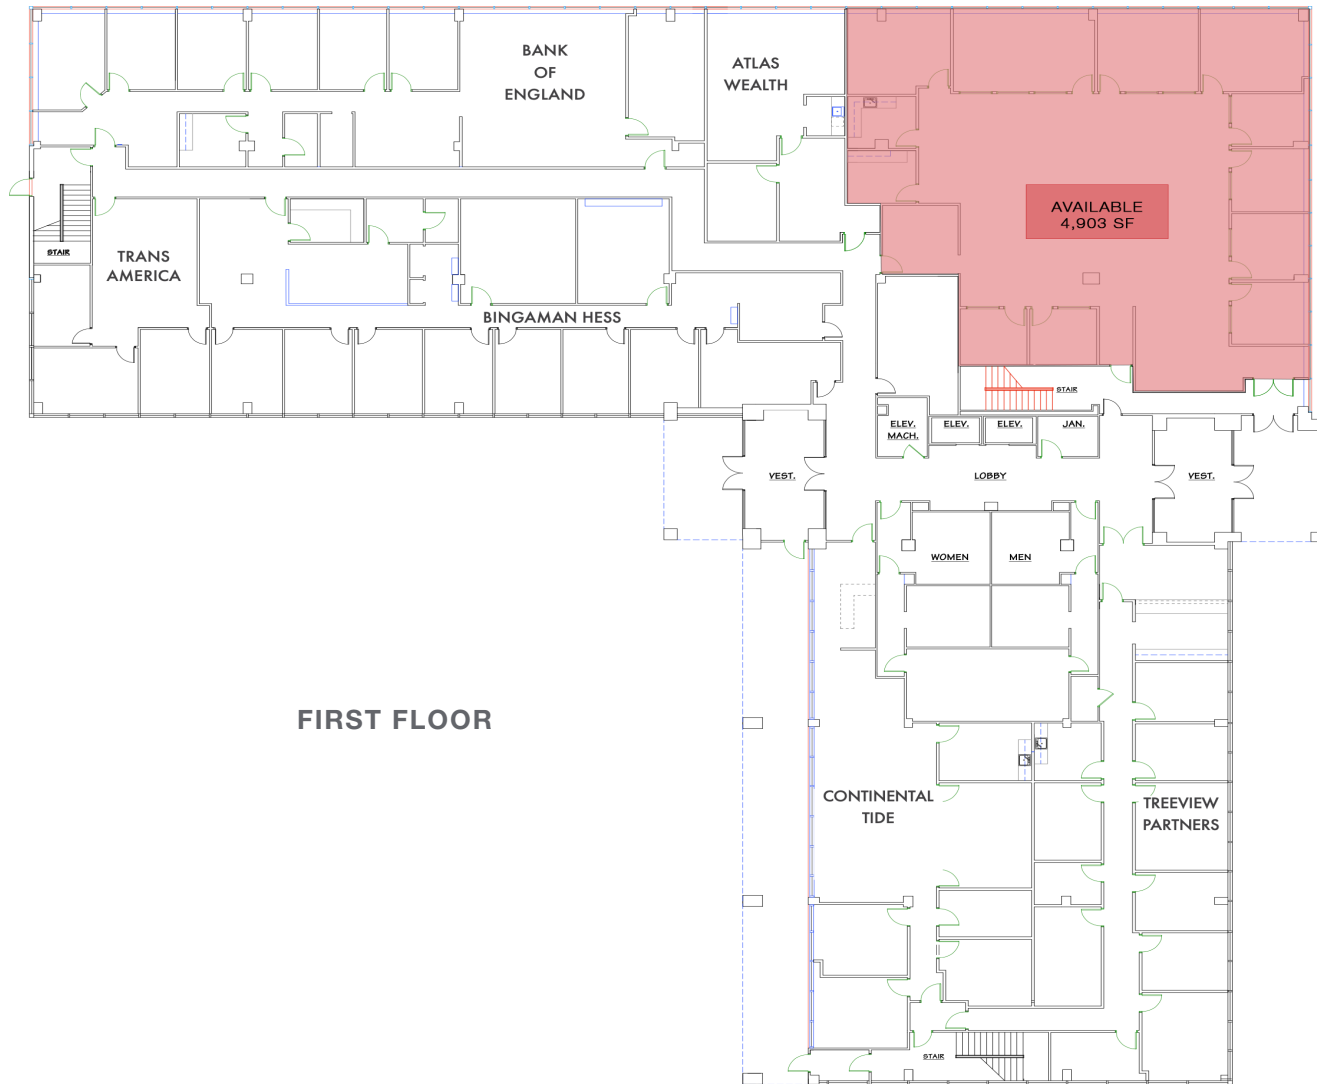 BANK
OF
ENGLAND
ATLAS
WEALTH
AVAILABLE
4,903 SF
STAIR
TRANS
AMERICA
BINGAMAN HESS
STAIR
ELEV.
MACH.
ELEV.
ELEV.
JAN.
VEST.
LOBBY
VEST.
WOMEN
MEN
FIRST FLOOR
CONTINENTAL
TIDE
TREEVIEW
PARTNERS
STAIR